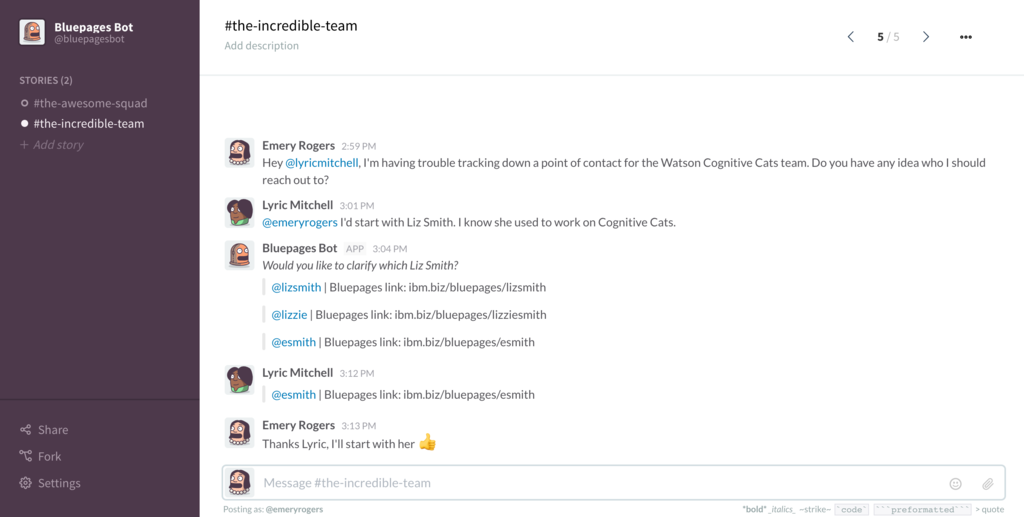 Bluepages Bot
@bluepagesbot
STORIES (2)
#the-awesome-squad
#the-incredible-team
+ Add story
Share
Fork
Settings
#the-incredible-team
Add description
5 / 5
Emery Rogers 2:59 PM
Hey @lyricmitchell, I'm having trouble tracking down a point of contact for the Watson Cognitive Cats team. Do you have any idea who I should
reach out to?
Lyric Mitchell 3:01 PM
@emeryrogers I'd start with Liz Smith. I know she used to work on Cognitive Cats.
Bluepages Bot APP 3:04 PM
Would you like to clarify which Liz Smith?
@lizsmith | Bluepages link: ibm.biz/bluepages/lizsmith
@lizzie | Bluepages link: ibm.biz/bluepages/lizziesmith
@esmith | Bluepages link: ibm.biz/bluepages/esmith
Lyric Mitchell 3:12 PM
@esmith | Bluepages link: ibm.biz/bluepages/esmith
Emery Rogers 3:13 PM
Thanks Lyric, I'll start with her 👍
Message #the-incredible-team
Posting as: @emeryrogers
*bold* _italics_ ~strike~ `code` ```preformatted``` > quote